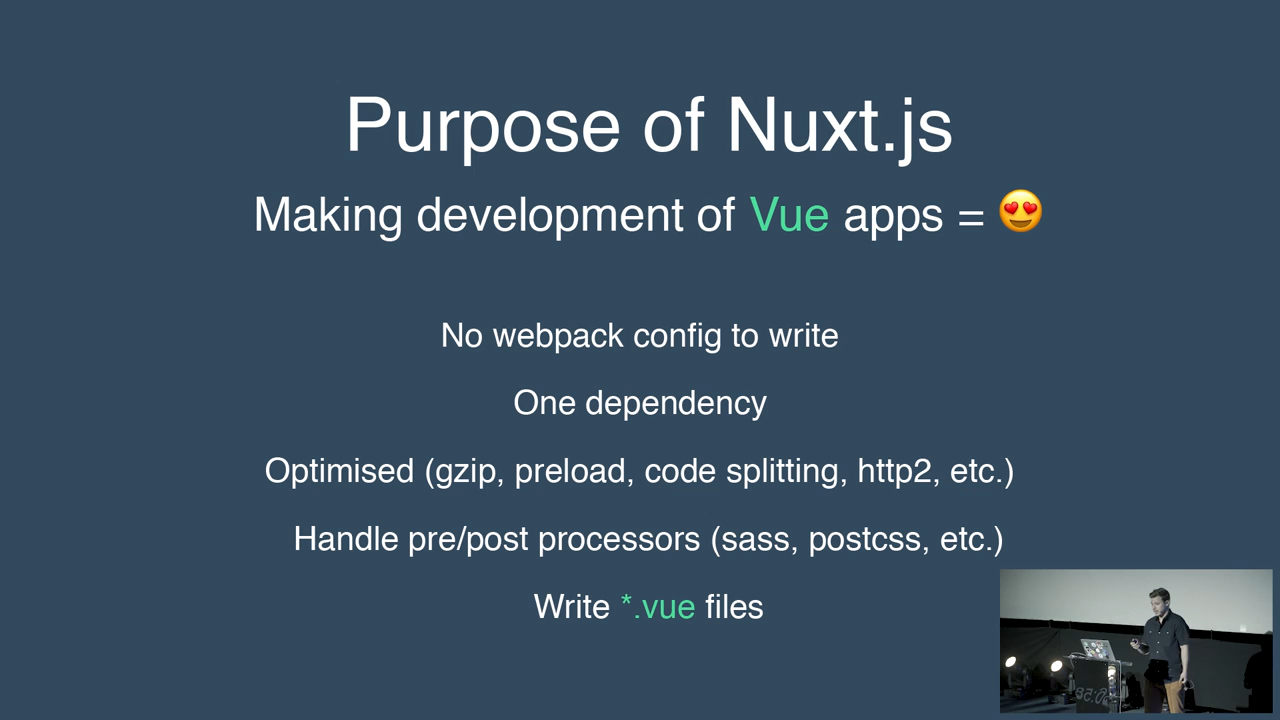 Purpose of Nuxt.js
Making development of Vue apps = 😍
No webpack config to write
One dependency
Optimised (gzip, preload, code splitting, http2, etc.)
Handle pre/post processors (sass, postcss, etc.)
Write *.vue files